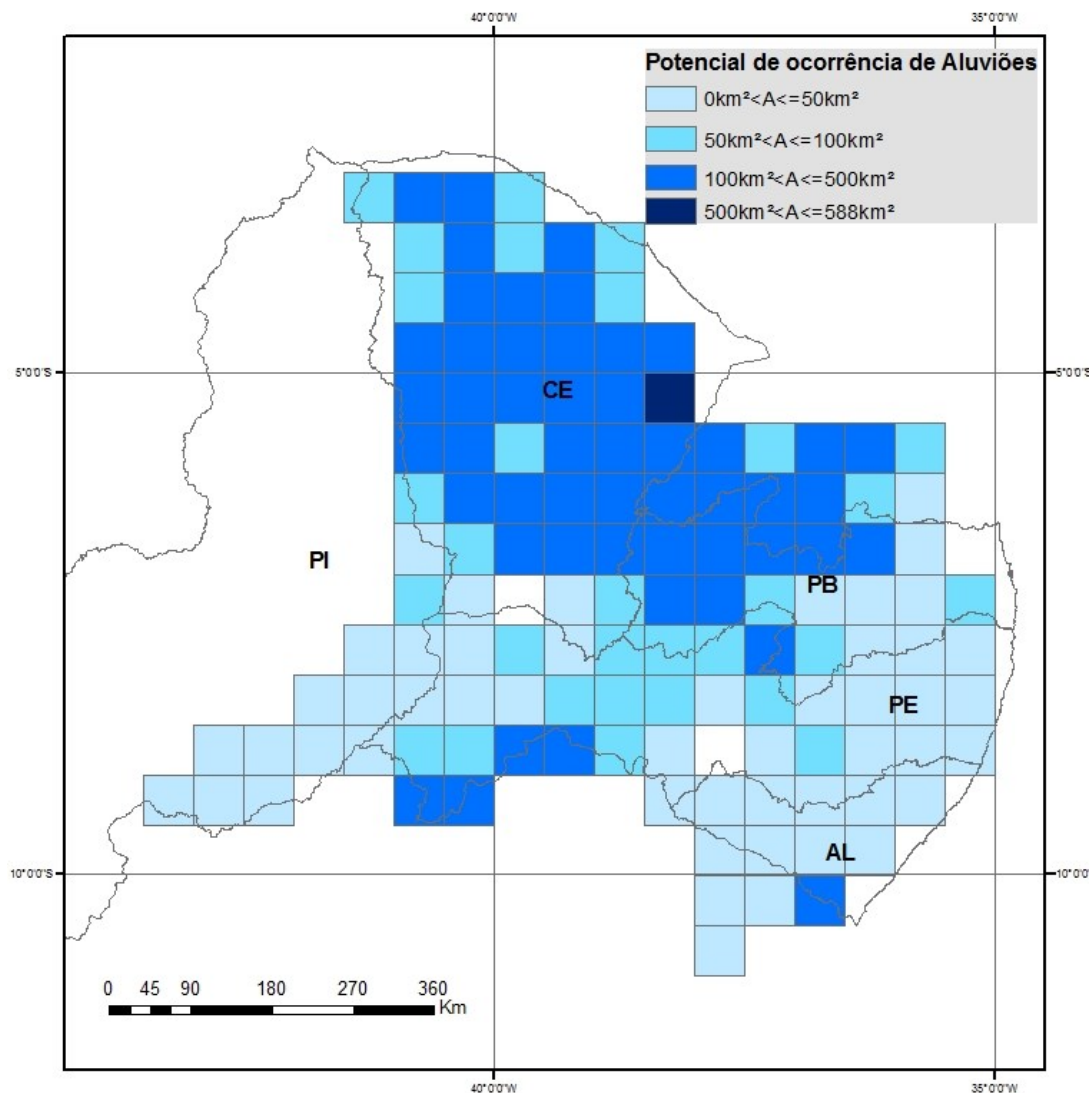 40°0'0"W 35°0'0"W
Potencial de ocorrência de Aluviões
0km²<A<=50km²
50km²<A<=100km²
100km²<A<=500km²
500km²<A<=588km²
5°0'0"S 5°0'0"S
CE
PI
PB
PE
AL
10°0'0"S 10°0'0"S
0 45 90 180 270 360
Km
40°0'0"W 35°0'0"W